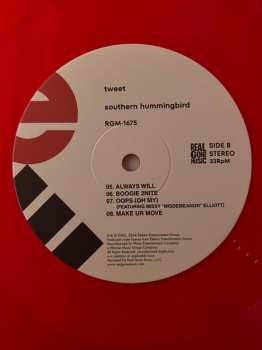 tweet
southern hummingbird
RGM-1675
REAL GONE MUSIC
SIDE B
STEREO
33RPM
05. ALWAYS WILL
06. BOOGIE 2NITE
07. OOPS (OH MY)
(FEATURING MISSY "MISDEMEANOR" ELLIOTT)
08. MAKE UR MOVE